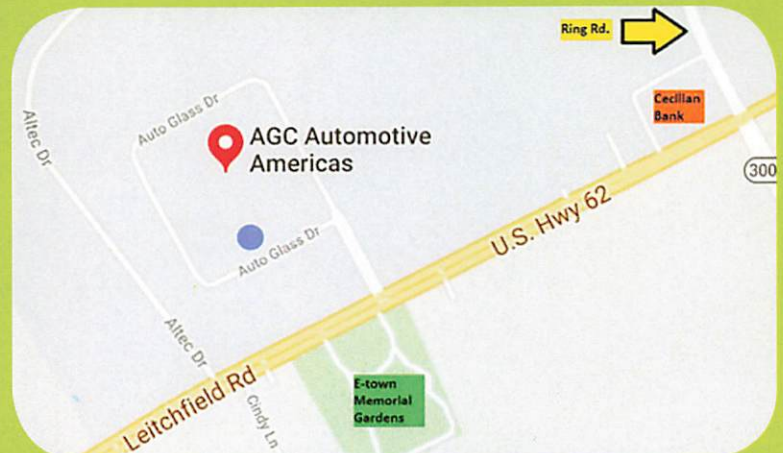 Ring Rd.
Cecilian
Bank
300
Altec Dr
Auto Glass Dr
AGC Automotive
Americas
U.S. Hwy 62
Auto Glass Dr
Altec Dr
Leitchfield Rd
Cindy Ln
E-town
Memorial
Gardens